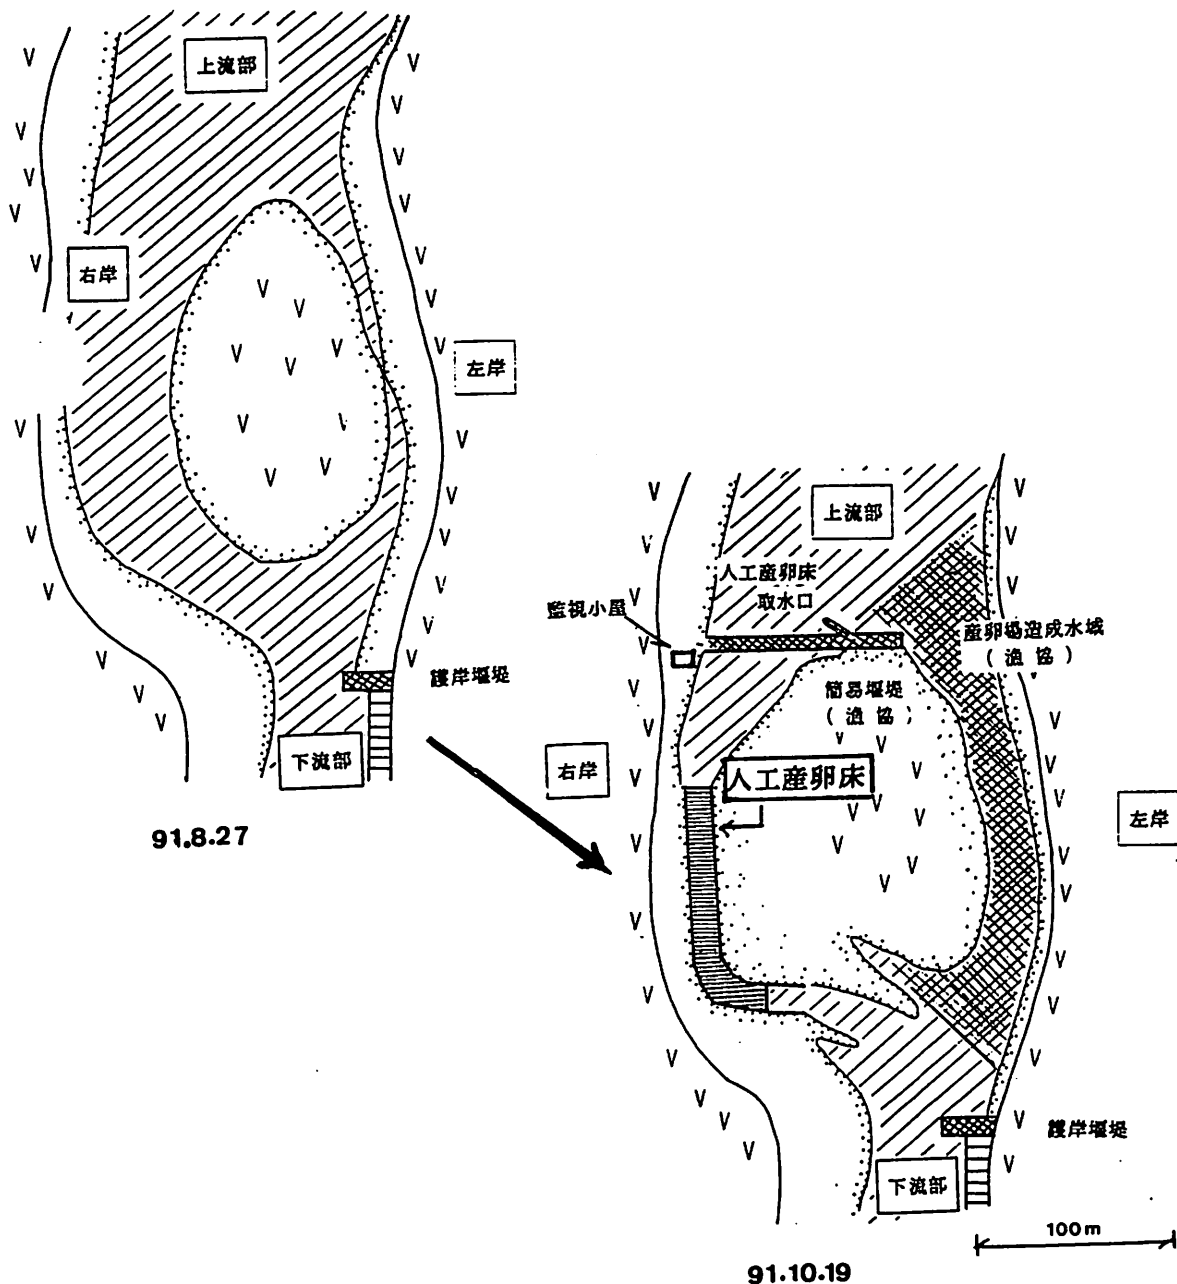 上流部
右岸
左岸
護岸堰堤
下流部
91.8.27
上流部
人工産卵床
取水口
監視小屋
産卵場造成水域
(漁協)
簡易堰堤
(漁協)
右岸
人工産卵床
左岸
護岸堰堤
下流部
100m
91.10.19